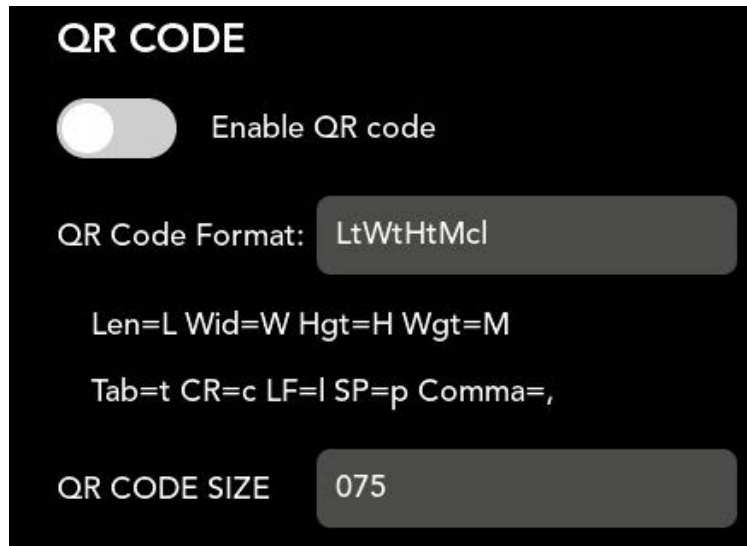 QR CODE
Enable QR code
QR Code Format: LtWtHtMcl
Len=L Wid=W Hgt=H Wgt=M
Tab=t CR=c LF=l SP=p Comma=,
QR CODE SIZE 075